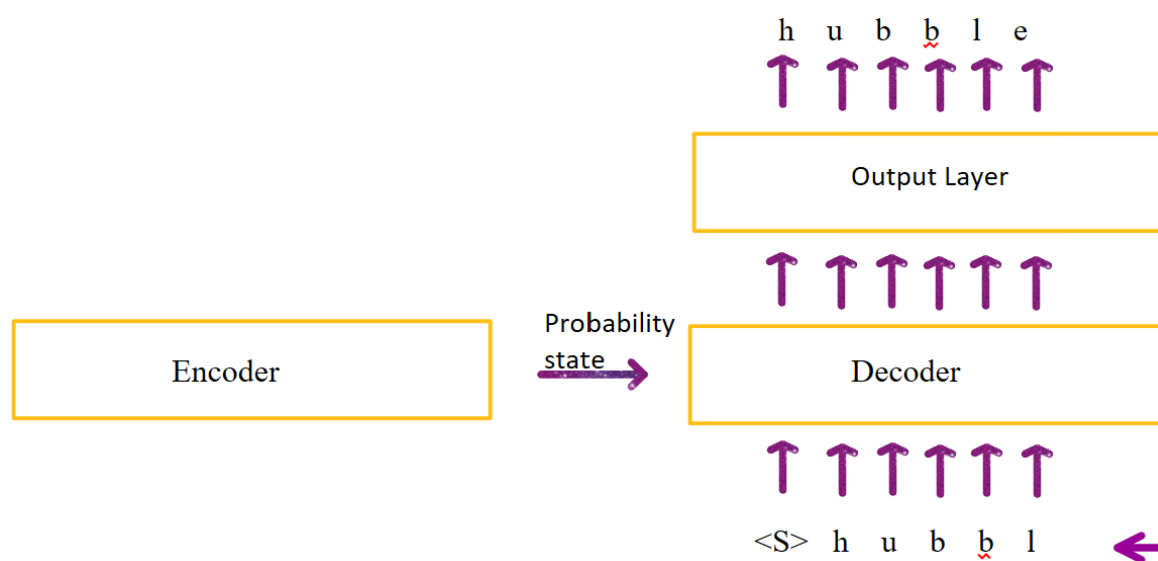 h u b b l e
Output Layer
Probability
state
Encoder
Decoder
<S> h u b b l